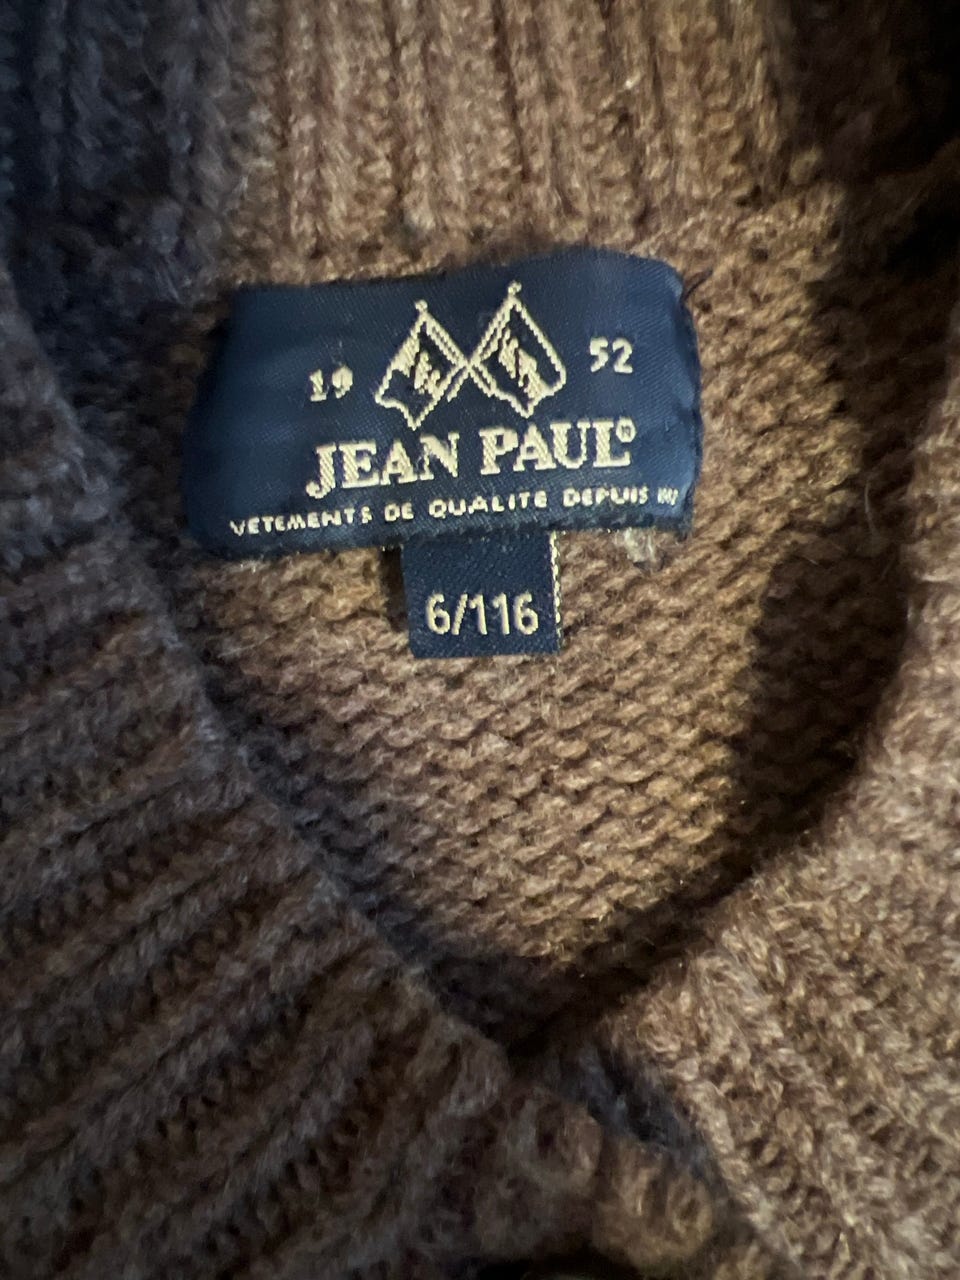 19 52
JEAN PAUL®
VETEMENTS DE QUALITE DEPUIS
6/116